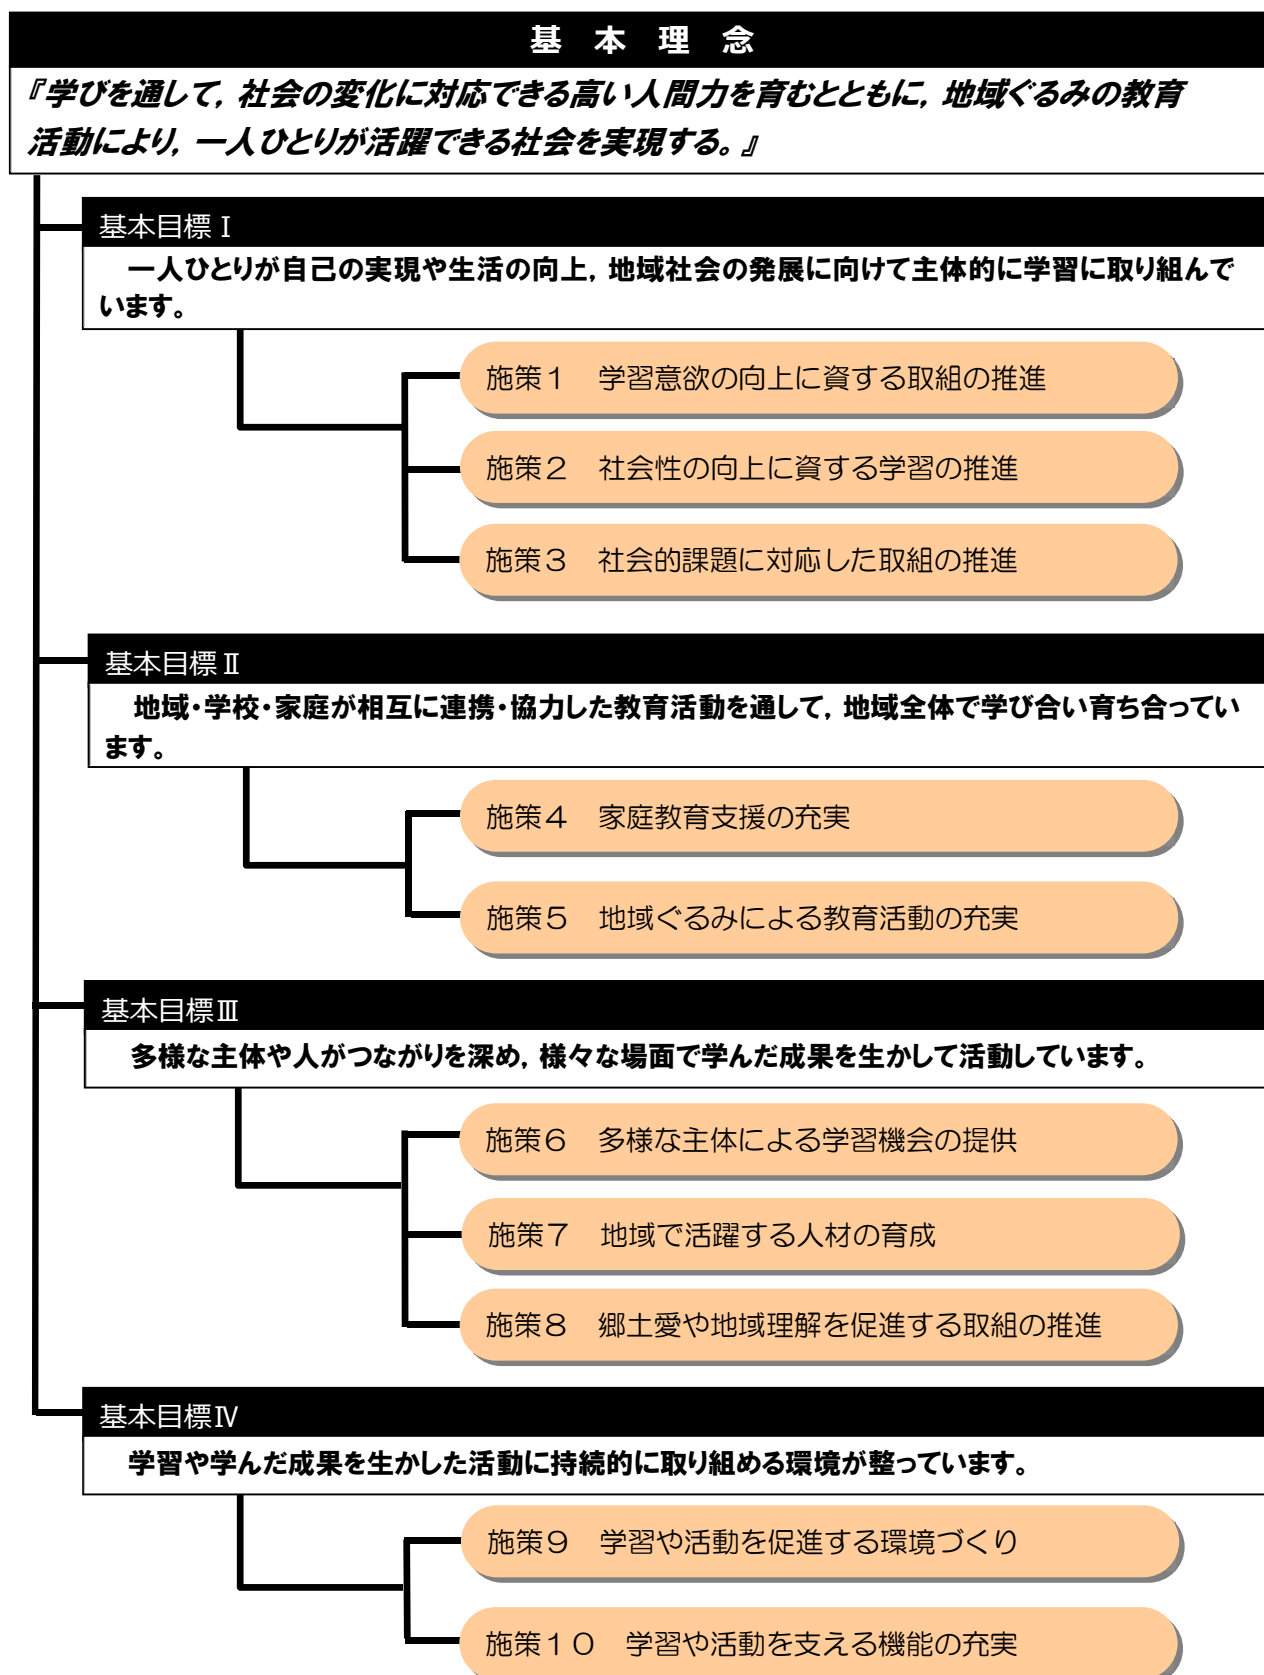 基 本 理 念
『学びを通して，社会の変化に対応できる高い人間力を育むとともに，地域ぐるみの教育
活動により，一人ひとりが活躍できる社会を実現する。』
基本目標Ⅰ
一人ひとりが自己の実現や生活の向上，地域社会の発展に向けて主体的に学習に取り組んで
います。
施策１　学習意欲の向上に資する取組の推進
施策２　社会性の向上に資する学習の推進
施策３　社会的課題に対応した取組の推進
基本目標Ⅱ
地域・学校・家庭が相互に連携・協力した教育活動を通して，地域全体で学び合い育ち合ってい
ます。
施策４　家庭教育支援の充実
施策５　地域ぐるみによる教育活動の充実
基本目標Ⅲ
多様な主体や人がつながりを深め，様々な場面で学んだ成果を生かして活動しています。
施策６　多様な主体による学習機会の提供
施策７　地域で活躍する人材の育成
施策８　郷土愛や地域理解を促進する取組の推進
基本目標Ⅳ
学習や学んだ成果を生かした活動に持続的に取り組める環境が整っています。
施策９　学習や活動を促進する環境づくり
施策１０　学習や活動を支える機能の充実